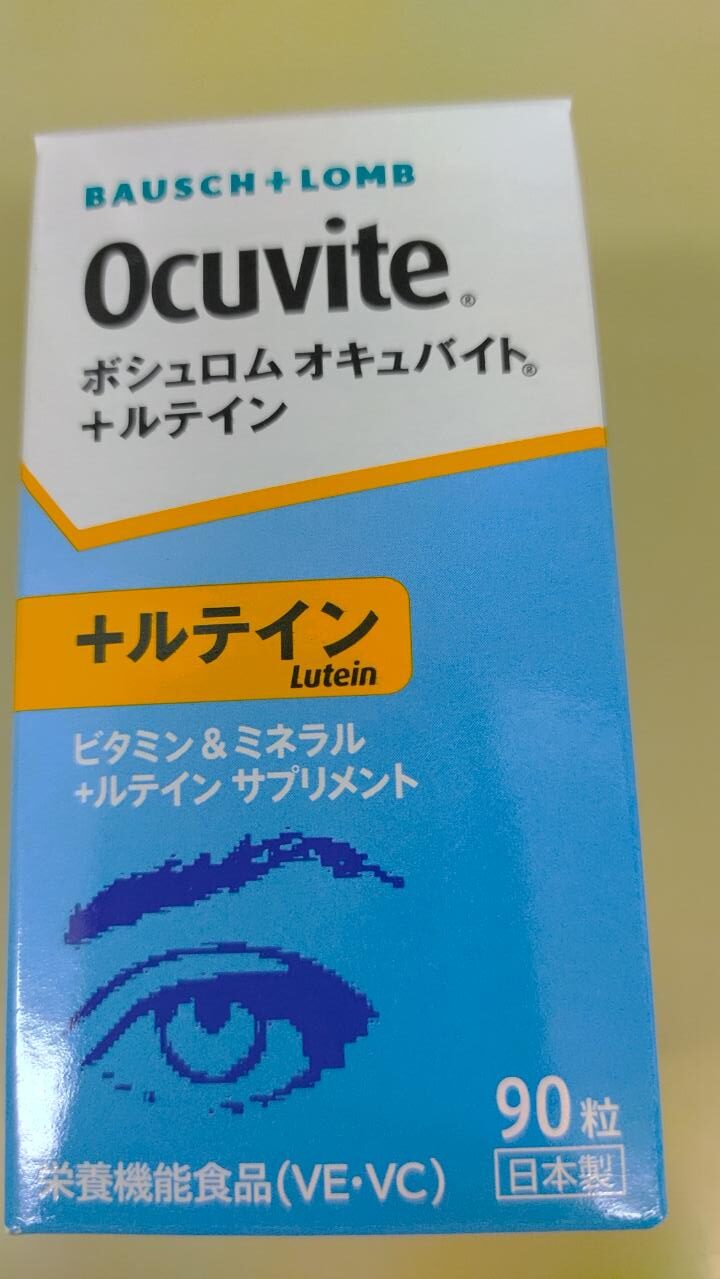 BAUSCH+LOMB
Ocuvite®
ボシュロム オキュバイト®
+ルテイン
+ルテイン
Lutein
ビタミン&ミネラル
+ルテイン サプリメント
90粒
日本製
栄養機能食品(VE・VC)